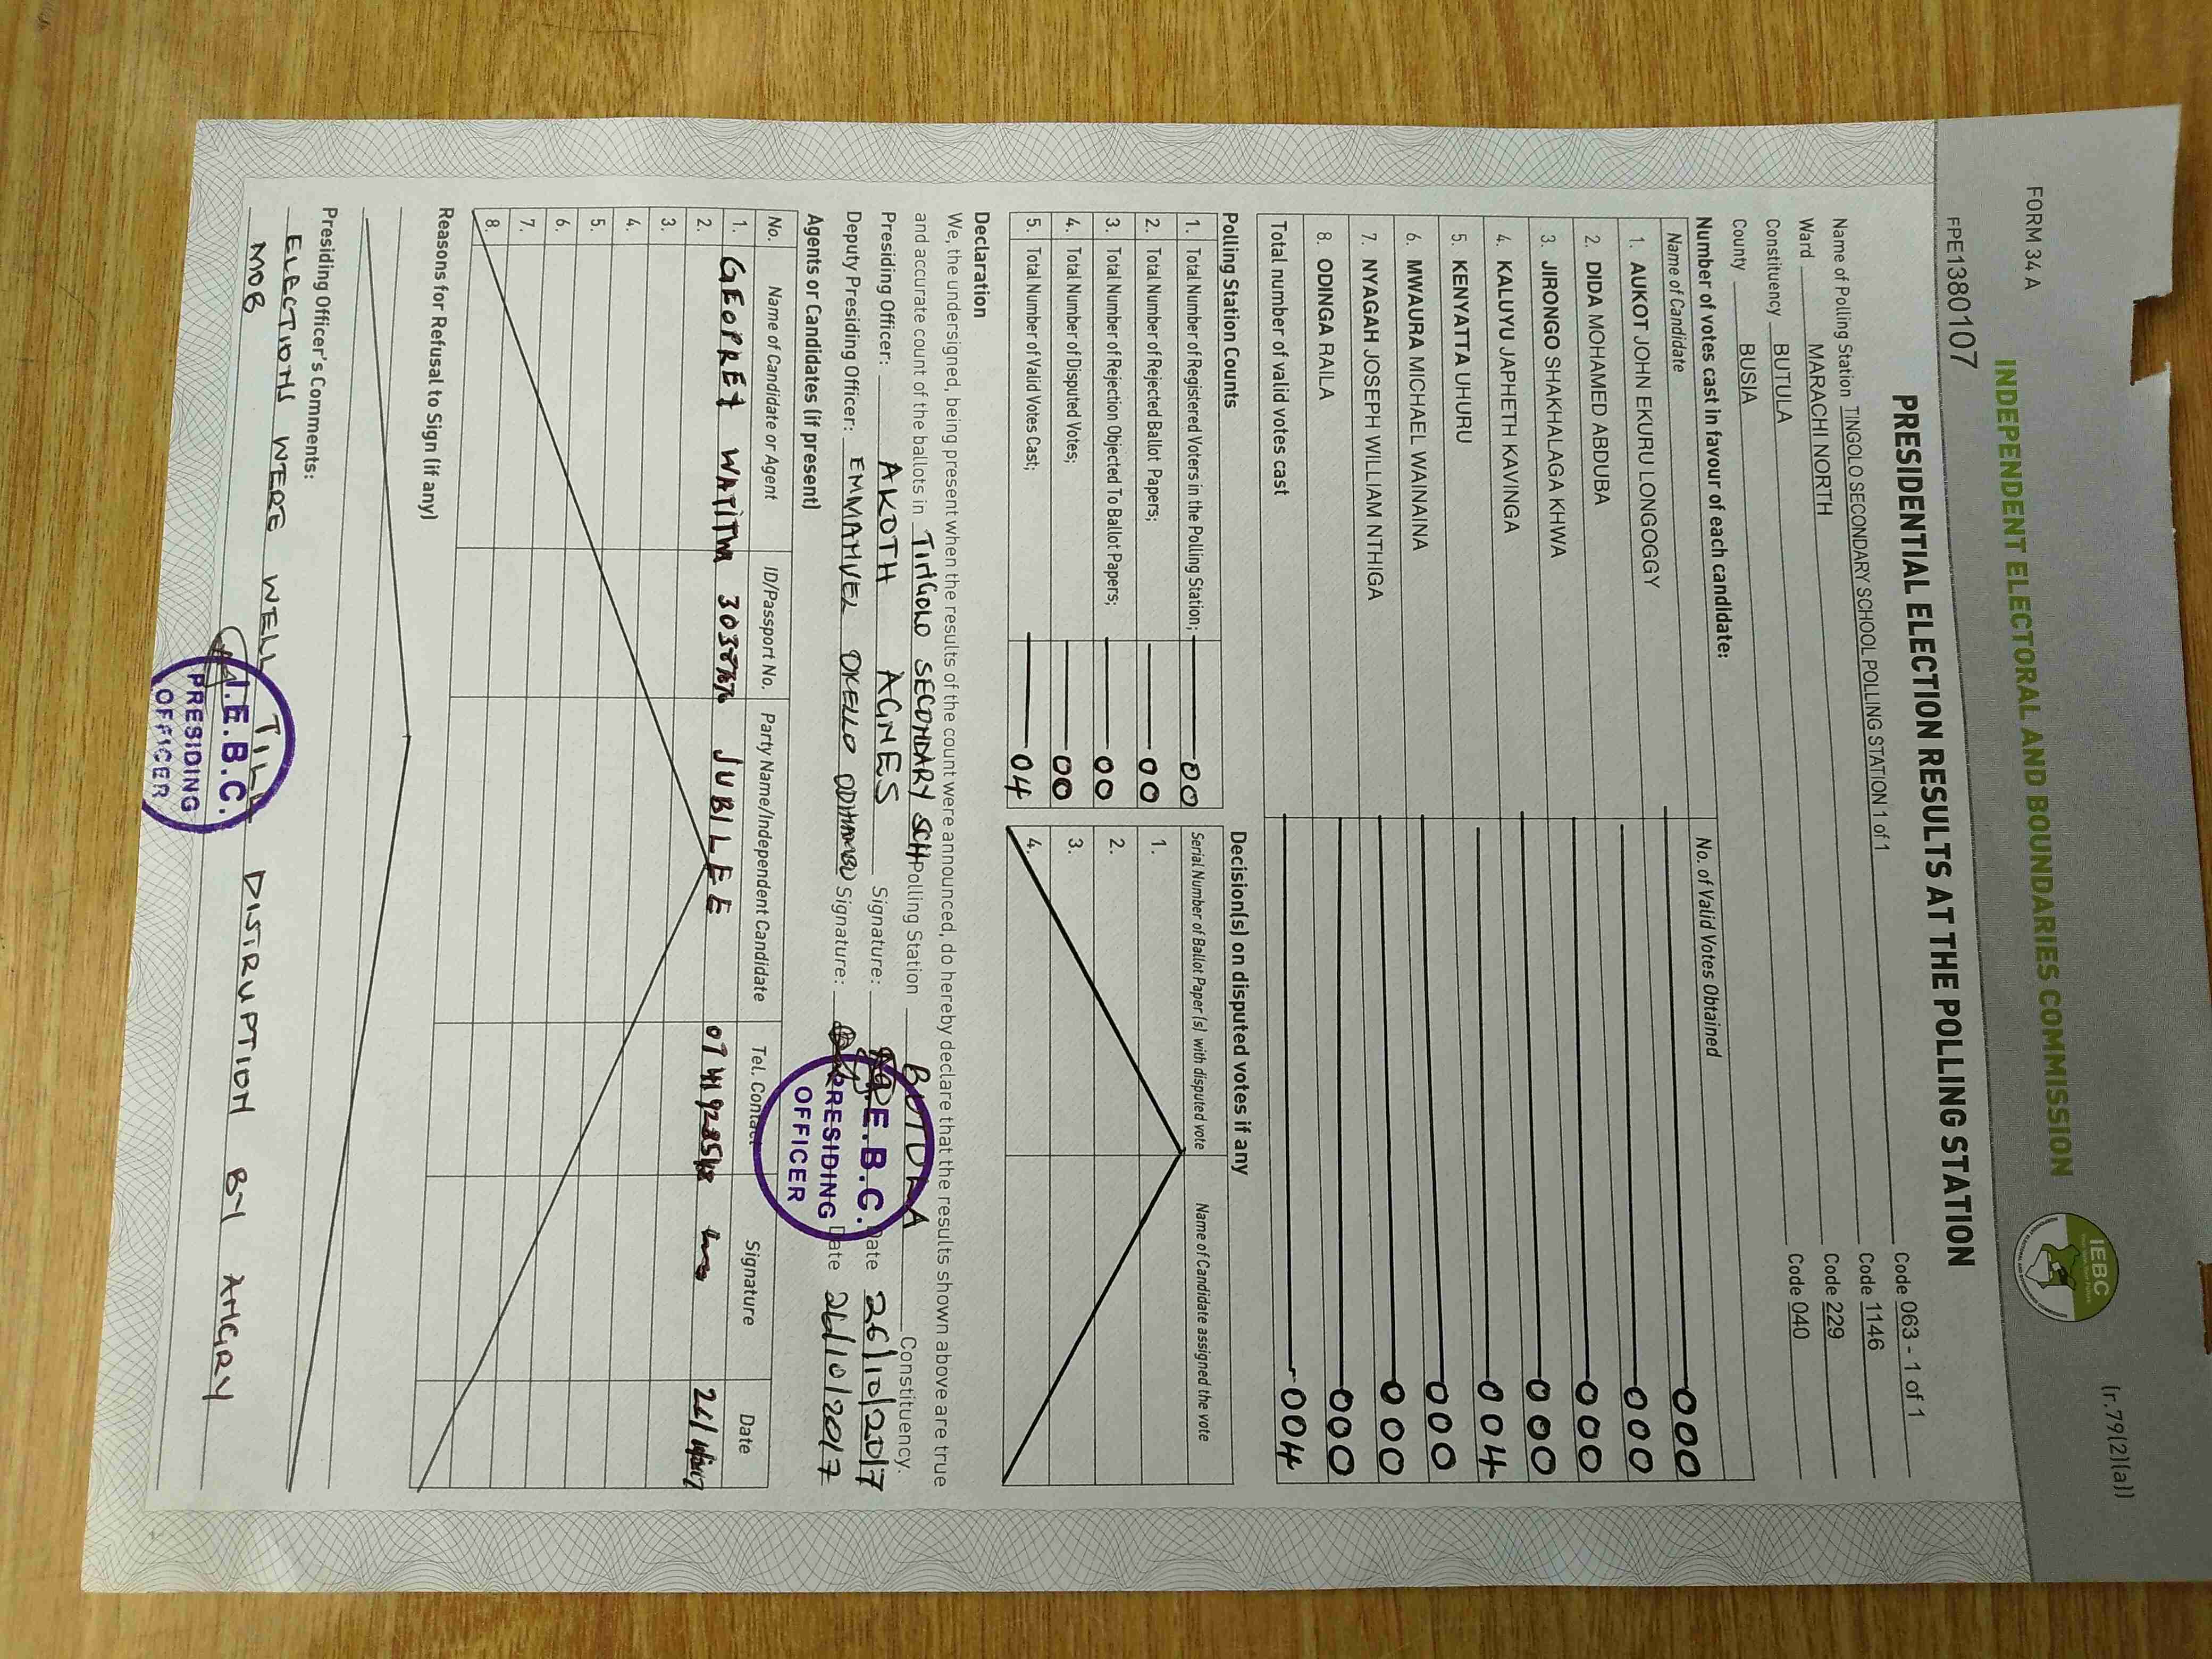 FORM 34 A
(r.79(2)(a))
INDEPENDENT ELECTORAL AND BOUNDARIES COMMISSION
IEBC
FPE1380107
PRESIDENTIAL ELECTION RESULTS AT THE POLLING STATION
Name of Polling Station TINGOLO SECONDARY SCHOOL POLLING STATION 1 of 1 Code 063 - 1 of 1
Ward MARACHI NORTH Code 1146
Constituency BUTULA Code 229
County BUSIA Code 040
Number of votes cast in favour of each candidate:
Name of Candidate No. of Valid Votes Obtained
1. AUKOT JOHN EKURU LONGOGGY 000
2. DIDA MOHAMED ABDUBA 000
3. JIRONGO SHAKHALAGA KHWA 000
4. KALUYU JAPHETH KAVINGA 000
5. KENYATTA UHURU 004
6. MWAURA MICHAEL WAINAINA 000
7. NYAGAH JOSEPH WILLIAM NTHIGA 000
8. ODINGA RAILA 000
Total number of valid votes cast 004
Polling Station Counts
1. Total Number of Registered Voters in the Polling Station; 00
2. Total Number of Rejected Ballot Papers; 00
3. Total Number of Rejection Objected To Ballot Papers; 00
4. Total Number of Disputed Votes; 00
5. Total Number of Valid Votes Cast; 04
Decision(s) on disputed votes if any
Serial Number of Ballot Paper (s) with disputed vote Name of Candidate assigned the vote
1.
2.
3.
4.
Declaration
We, the undersigned, being present when the results of the count were announced, do hereby declare that the results shown above are true
and accurate count of the ballots in TINGOLO SECONDARY SCH Polling Station BUTULA Constituency.
Presiding Officer: AKOTH AGNES Signature: Date 26/10/2017
Deputy Presiding Officer: EMMANUEL OKELLO Signature: Date 26/10/2017
I.E.B.C.
PRESIDING
OFFICER
Agents or Candidates (if present)
No. Name of Candidate or Agent ID/Passport No. Party Name/Independent Candidate Tel. Contact Signature Date
1. GEOFREY WATITWA JUBILEE
2.
3.
4.
5.
6.
7.
8.
Reasons for Refusal to Sign (if any)
Presiding Officer's Comments:
ELECTIONS WERE WELL TILL DISTRUPTION BY ANGRY
MOB
I.E.B.C.
PRESIDING
OFFICER